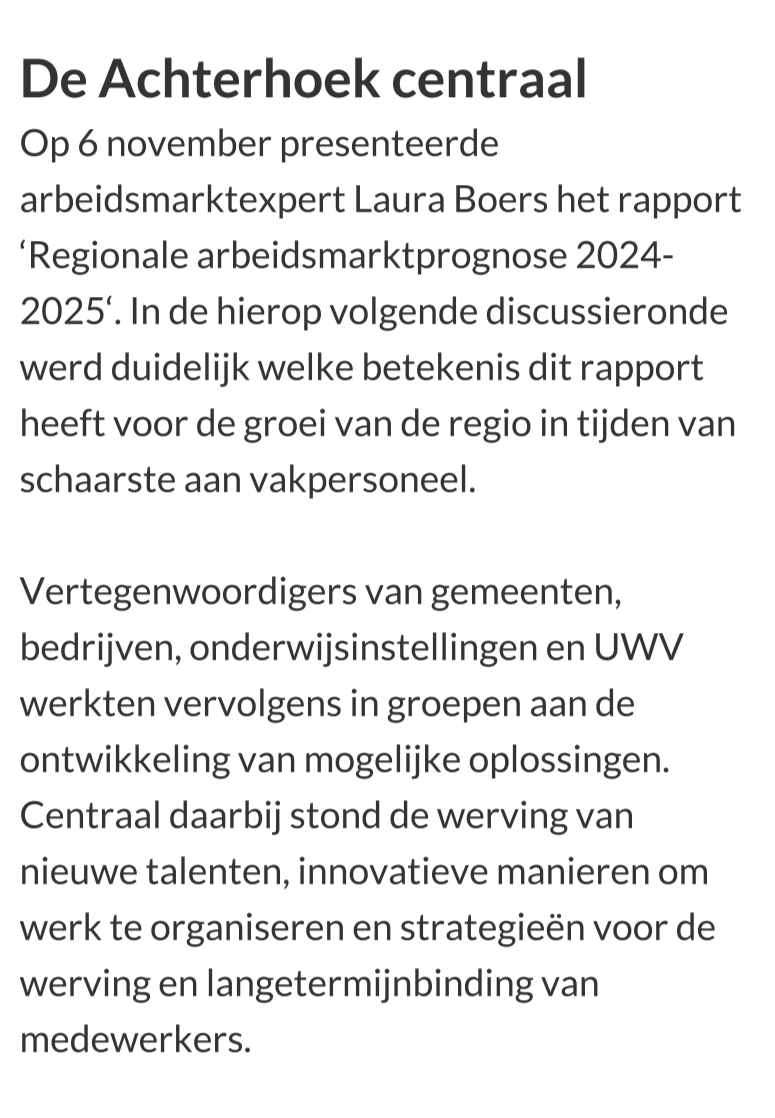 De Achterhoek centraal
Op 6 november presenteerde
arbeidsmarktexpert Laura Boers het rapport
‘Regionale arbeidsmarktprognose 2024-
2025‘. In de hierop volgende discussieronde
werd duidelijk welke betekenis dit rapport
heeft voor de groei van de regio in tijden van
schaarste aan vakpersoneel.
Vertegenwoordigers van gemeenten,
bedrijven, onderwijsinstellingen en UWV
werkten vervolgens in groepen aan de
ontwikkeling van mogelijke oplossingen.
Centraal daarbij stond de werving van
nieuwe talenten, innovatieve manieren om
werk te organiseren en strategieën voor de
werving en langetermijnbinding van
medewerkers.